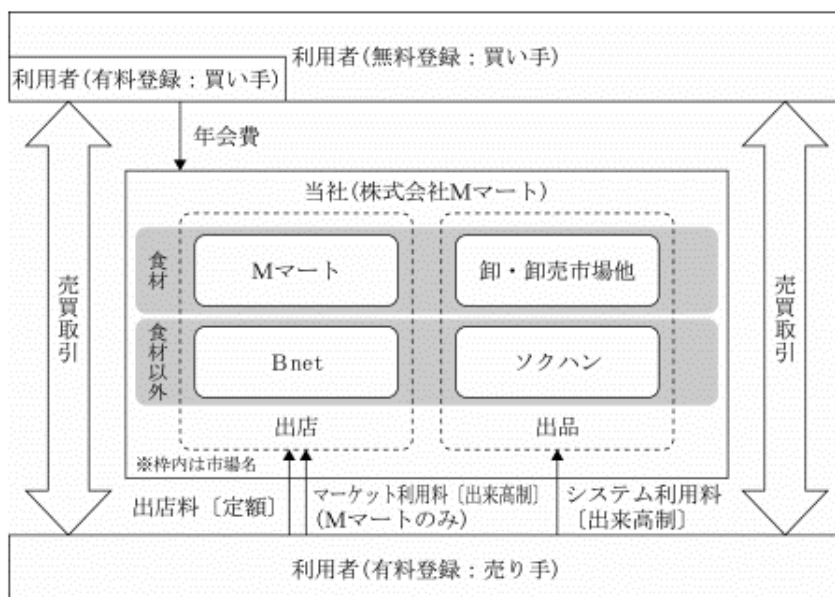 利用者(無料登録：買い手)
利用者(有料登録：買い手)
年会費
当社(株式会社Mマート)
食材
Mマート
卸・卸売市場他
売買取引
売買取引
食材以外
Bnet
ソクハン
出店
出品
※枠内は市場名
出店料〔定額〕
マーケット利用料〔出来高制〕
(Mマートのみ)
システム利用料
〔出来高制〕
利用者(有料登録：売り手)